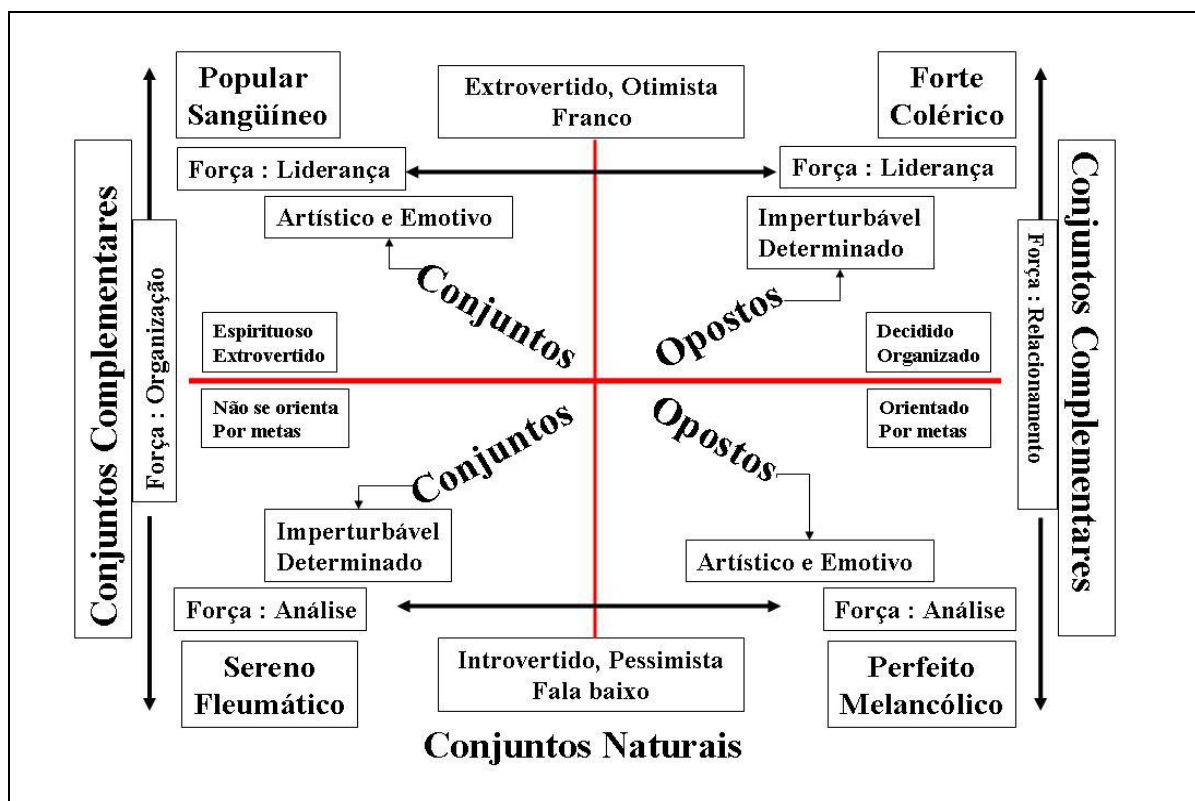 Popular
Sangüíneo
Extrovertido, Otimista
Franco
Forte
Colérico
Força : Liderança
Força : Liderança
Artístico e Emotivo
Imperturbável
Determinado
Conjuntos Complementares
Força : Organização
Conjuntos
Opostos
Força : Relacionamento
Conjuntos Complementares
Espirituoso
Extrovertido
Decidido
Organizado
Não se orienta
Por metas
Orientado
Por metas
Conjuntos
Opostos
Imperturbável
Determinado
Artístico e Emotivo
Força : Análise
Força : Análise
Sereno
Fleumático
Introvertido, Pessimista
Fala baixo
Perfeito
Melancólico
Conjuntos Naturais